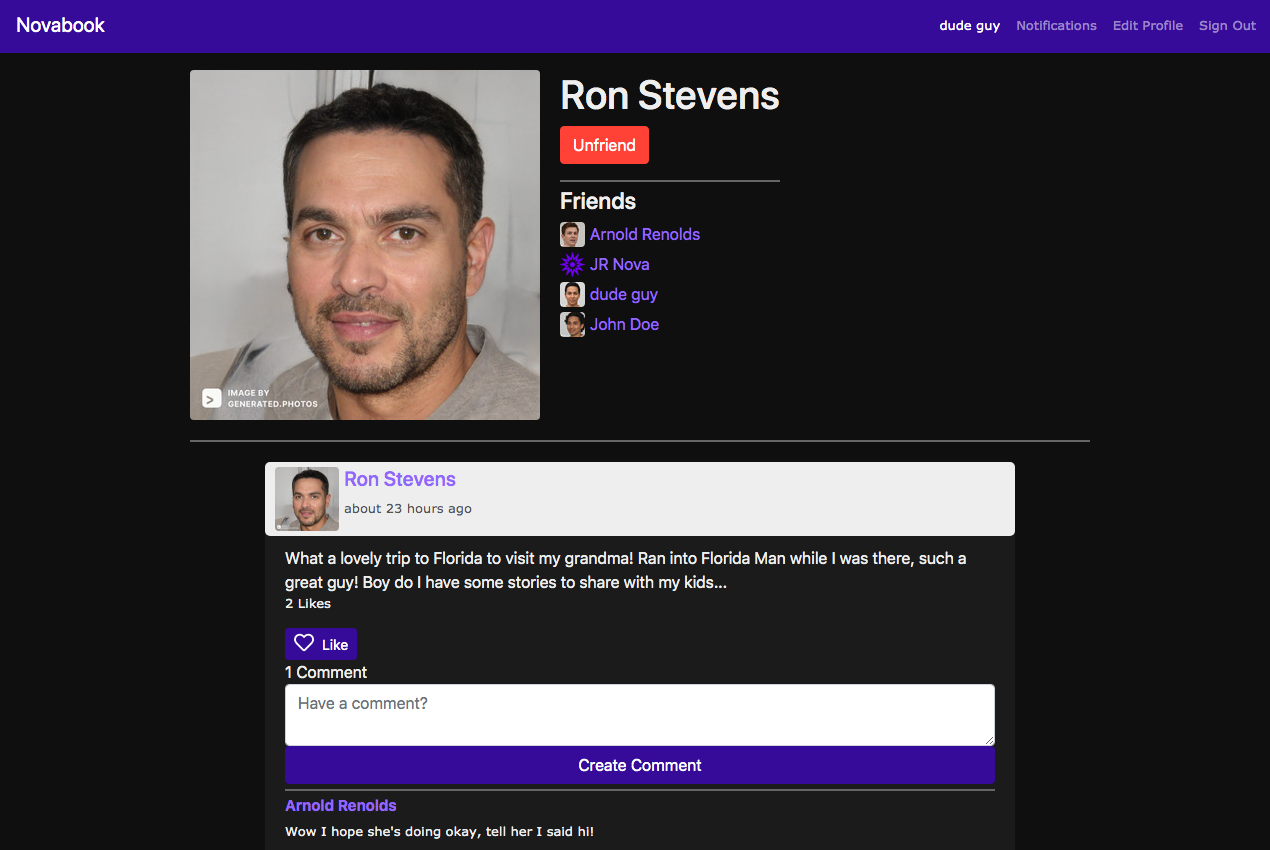 Novabook
dude guy Notifications Edit Profile Sign Out
Ron Stevens
Unfriend
Friends
Arnold Renolds
JR Nova
dude guy
John Doe
IMAGE BY
GENERATED.PHOTOS
Ron Stevens
about 23 hours ago
What a lovely trip to Florida to visit my grandma! Ran into Florida Man while I was there, such a
great guy! Boy do I have some stories to share with my kids...
2 Likes
Like
1 Comment
Have a comment?
Create Comment
Arnold Renolds
Wow I hope she's doing okay, tell her I said hi!